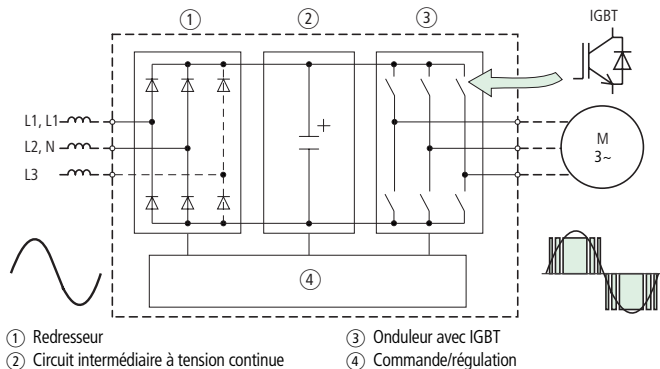 ① ② ③ IGBT
L1, L1
L2, N
L3
+
M
3~
④
① Redresseur
② Circuit intermédiaire à tension continue
③ Onduleur avec IGBT
④ Commande/régulation